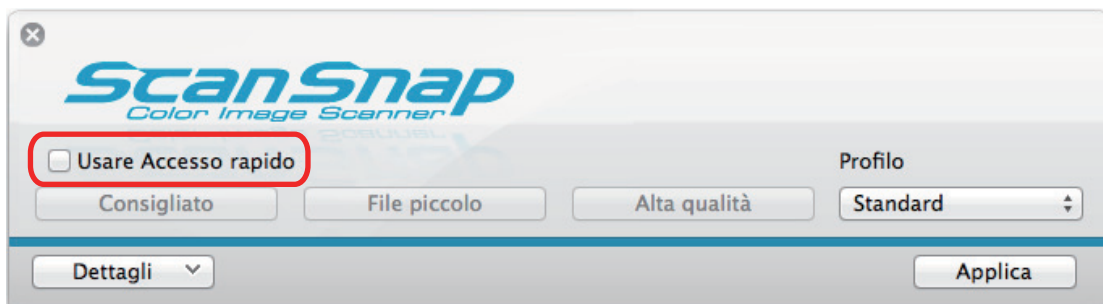 ScanSnap
Color Image Scanner
Usare Accesso rapido
Profilo
Consigliato File piccolo Alta qualità Standard
Dettagli Applica